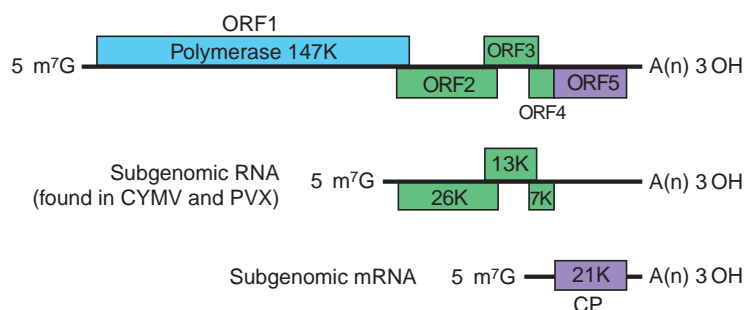 ORF1
5 m⁷G Polymerase 147K ORF3 A(n) 3 OH
ORF2 ORF5
ORF4
Subgenomic RNA
(found in CYMV and PVX)
5 m⁷G 13K A(n) 3 OH
26K 7K
Subgenomic mRNA 5 m⁷G 21K A(n) 3 OH
CP